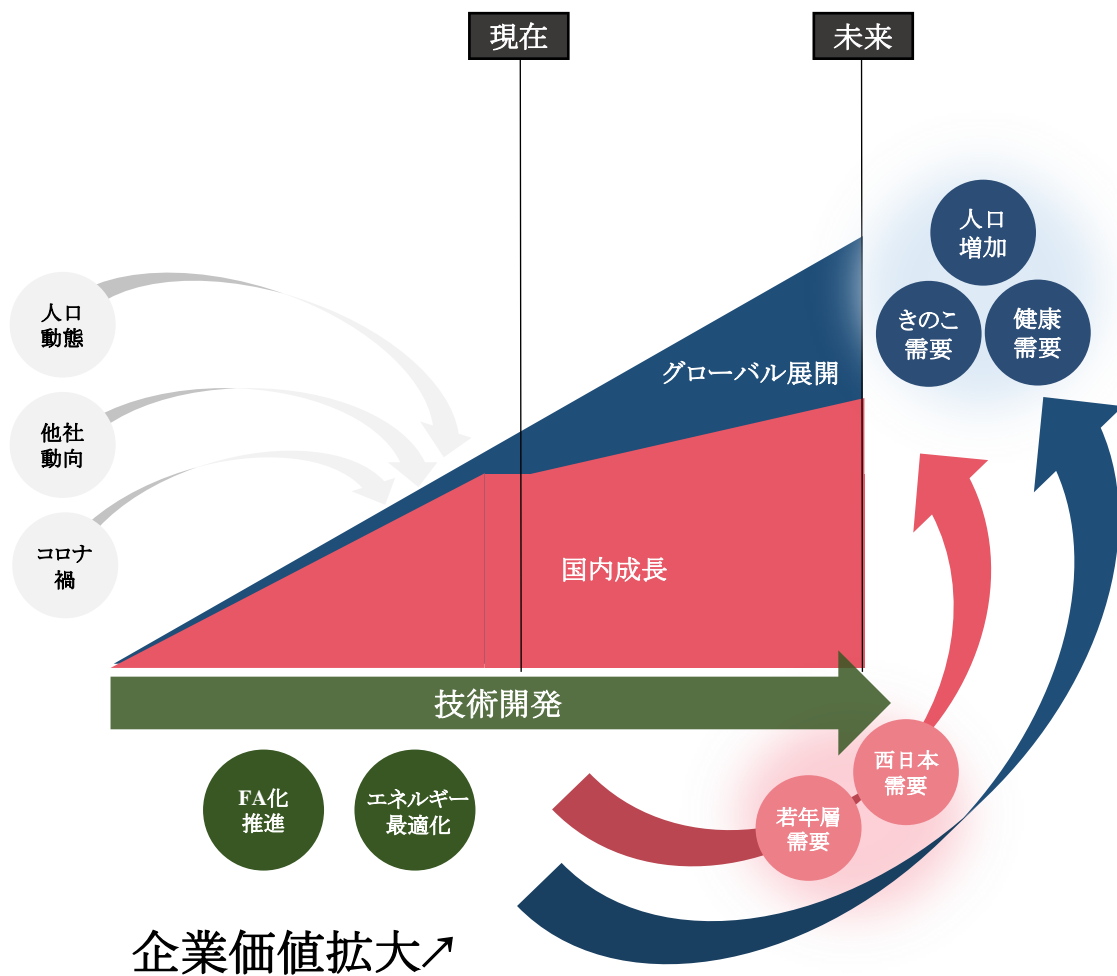 現在
未来
人口
増加
きのこ
需要
健康
需要
人口
動態
他社
動向
コロナ
禍
グローバル展開
国内成長
技術開発
FA化
推進
エネルギー
最適化
西日本
需要
若年層
需要
企業価値拡大↗